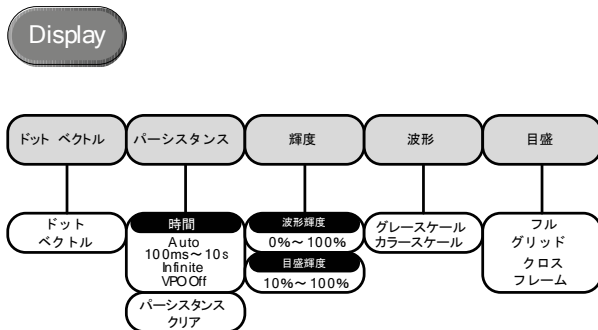 Display
ドット ベクトル
パーシスタンス
輝度
波形
目盛
ドット
ベクトル
時間
Auto
100ms～10s
Infinite
VPO Off
パーシスタンス
クリア
波形輝度
0%～100%
目盛輝度
10%～100%
グレースケール
カラースケール
フル
グリッド
クロス
フレーム